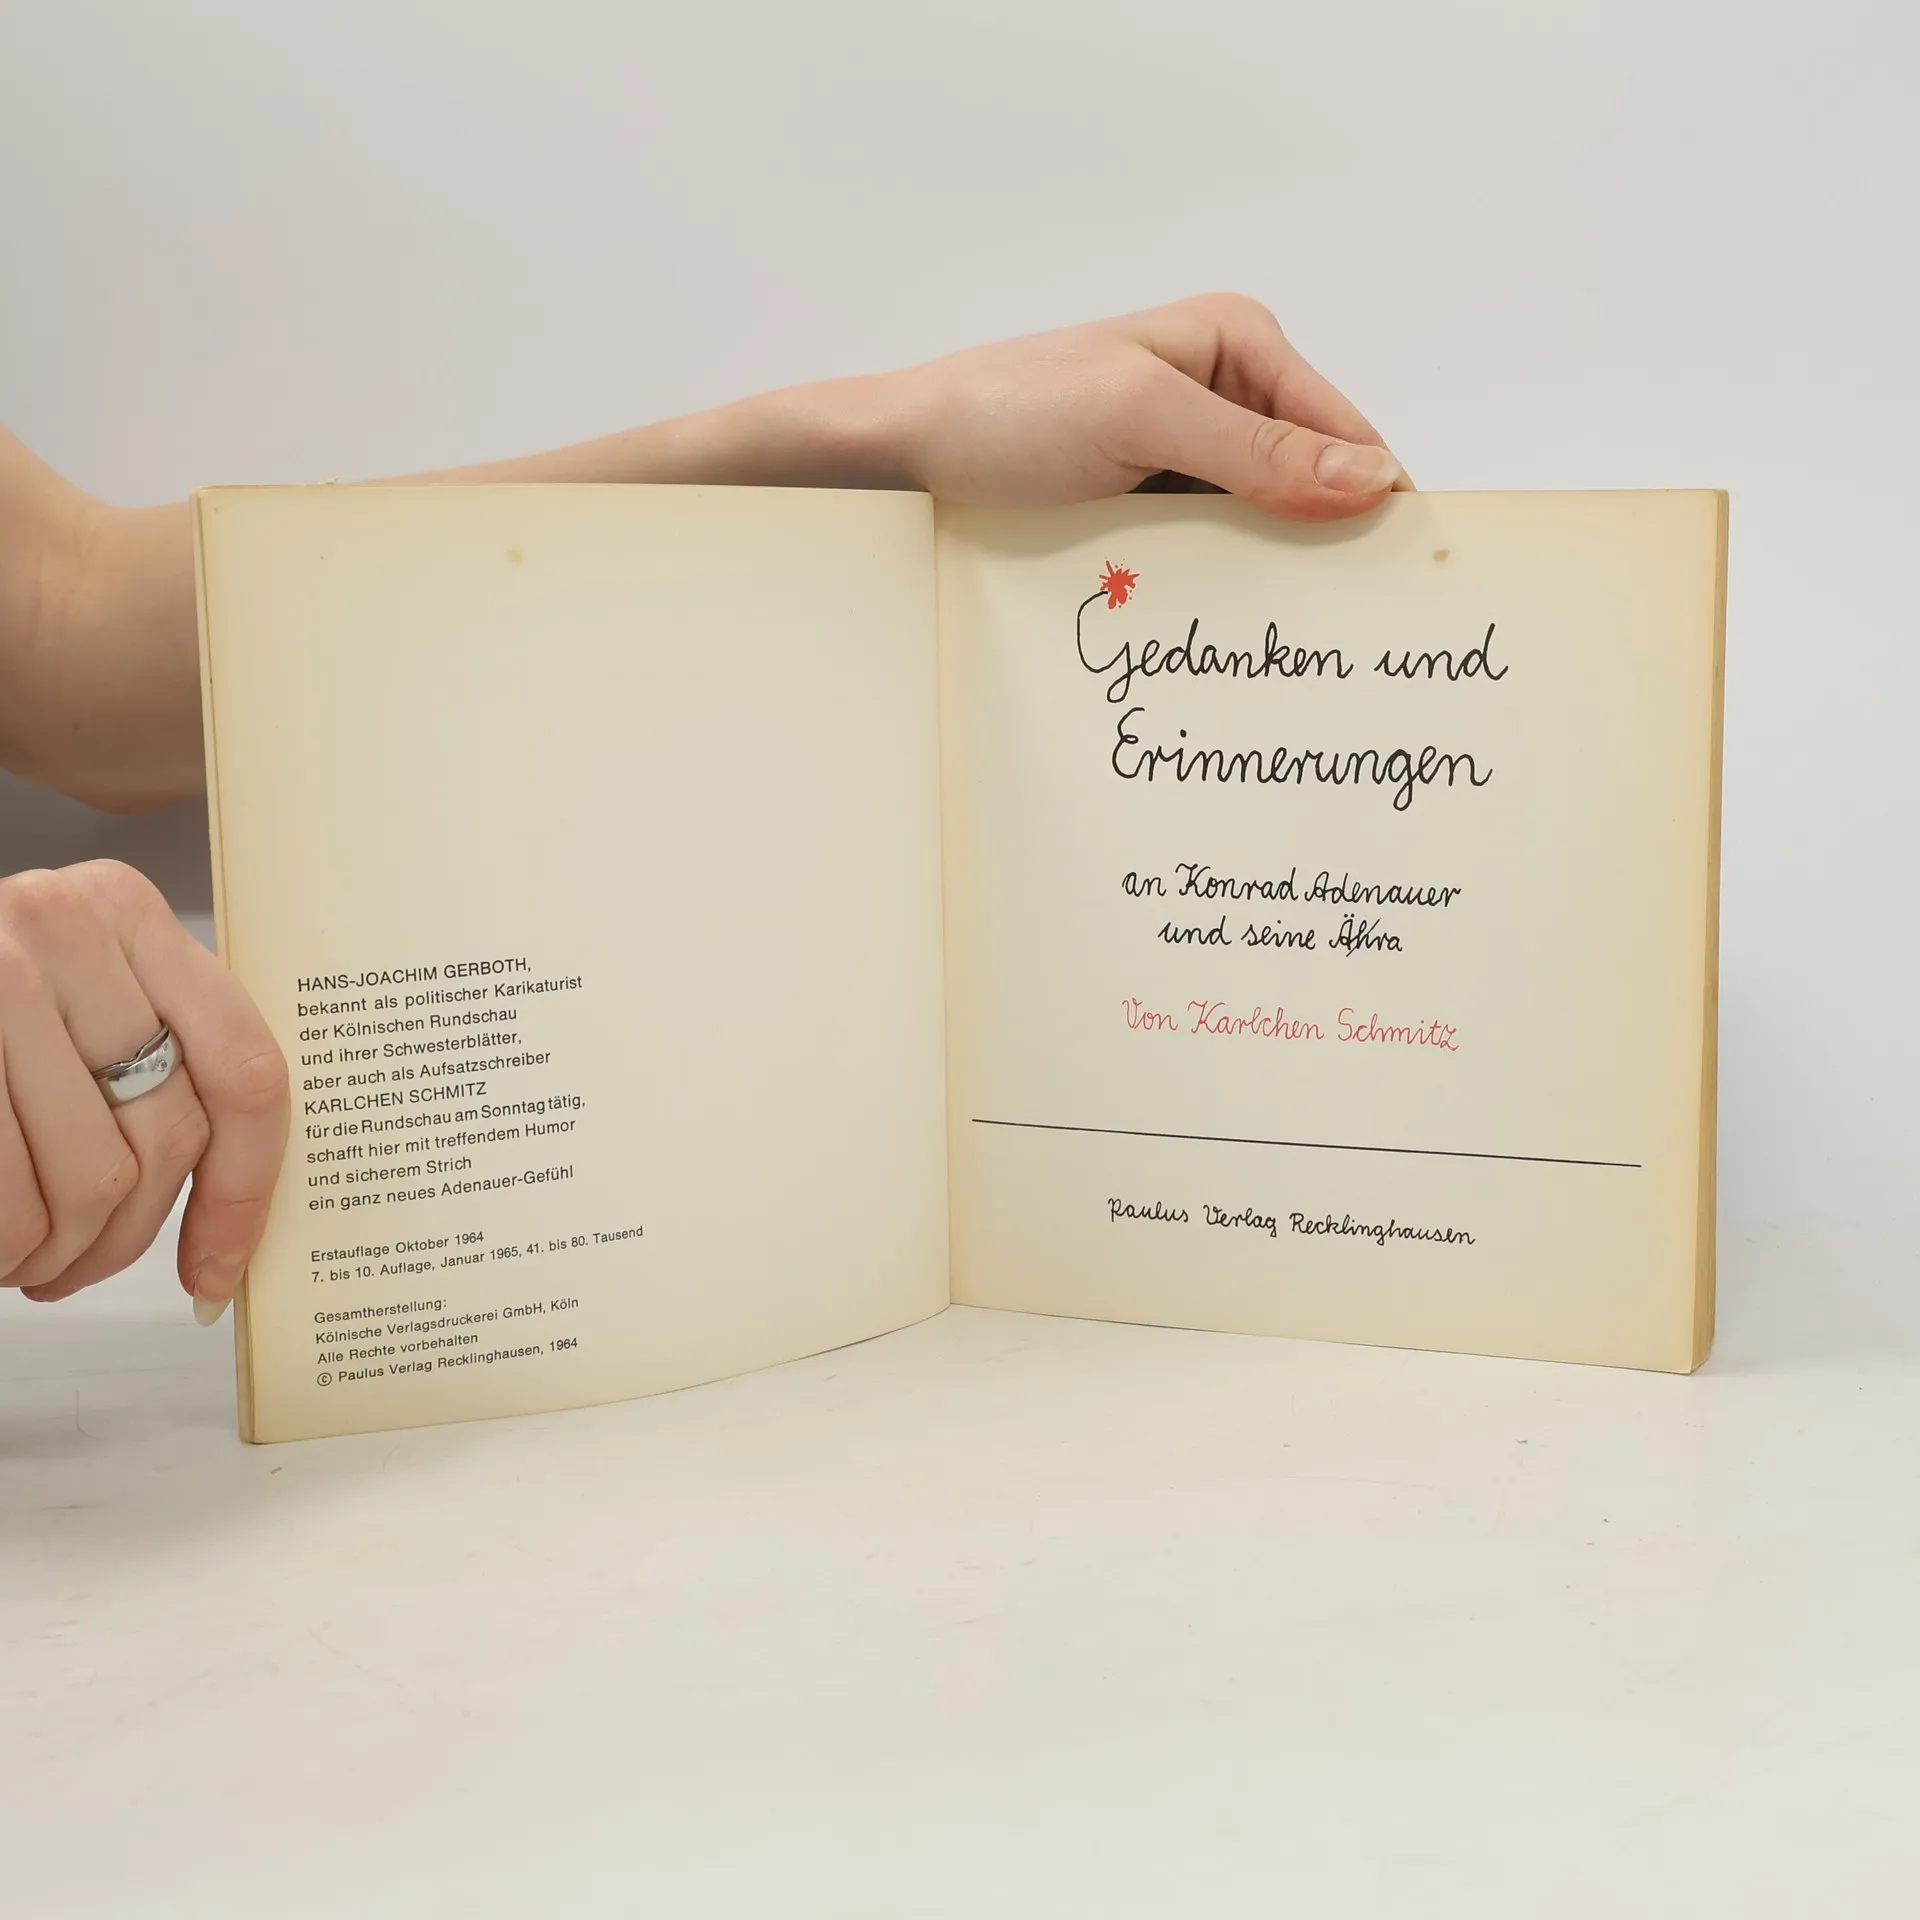 HANS-JOACHIM GERBOTH,
bekannt als politischer Karikaturist
der Kölnischen Rundschau
und ihrer Schwesterblätter,
aber auch als Aufsatzschreiber
KARLCHEN SCHMITZ
für die Rundschau am Sonntag tätig,
schafft hier mit treffendem Humor
und sicherem Strich
ein ganz neues Adenauer-Gefühl
Erstauflage Oktober 1964
7. bis 10. Auflage, Januar 1965, 41. bis 80. Tausend
Gesamtherstellung:
Kölnische Verlagsdruckerei GmbH, Köln
Alle Rechte vorbehalten
© Paulus Verlag Recklinghausen, 1964
Gedanken und
Erinnerungen
an Konrad Adenauer
und seine Ähra
Von Karlchen Schmitz
Paulus Verlag Recklinghausen